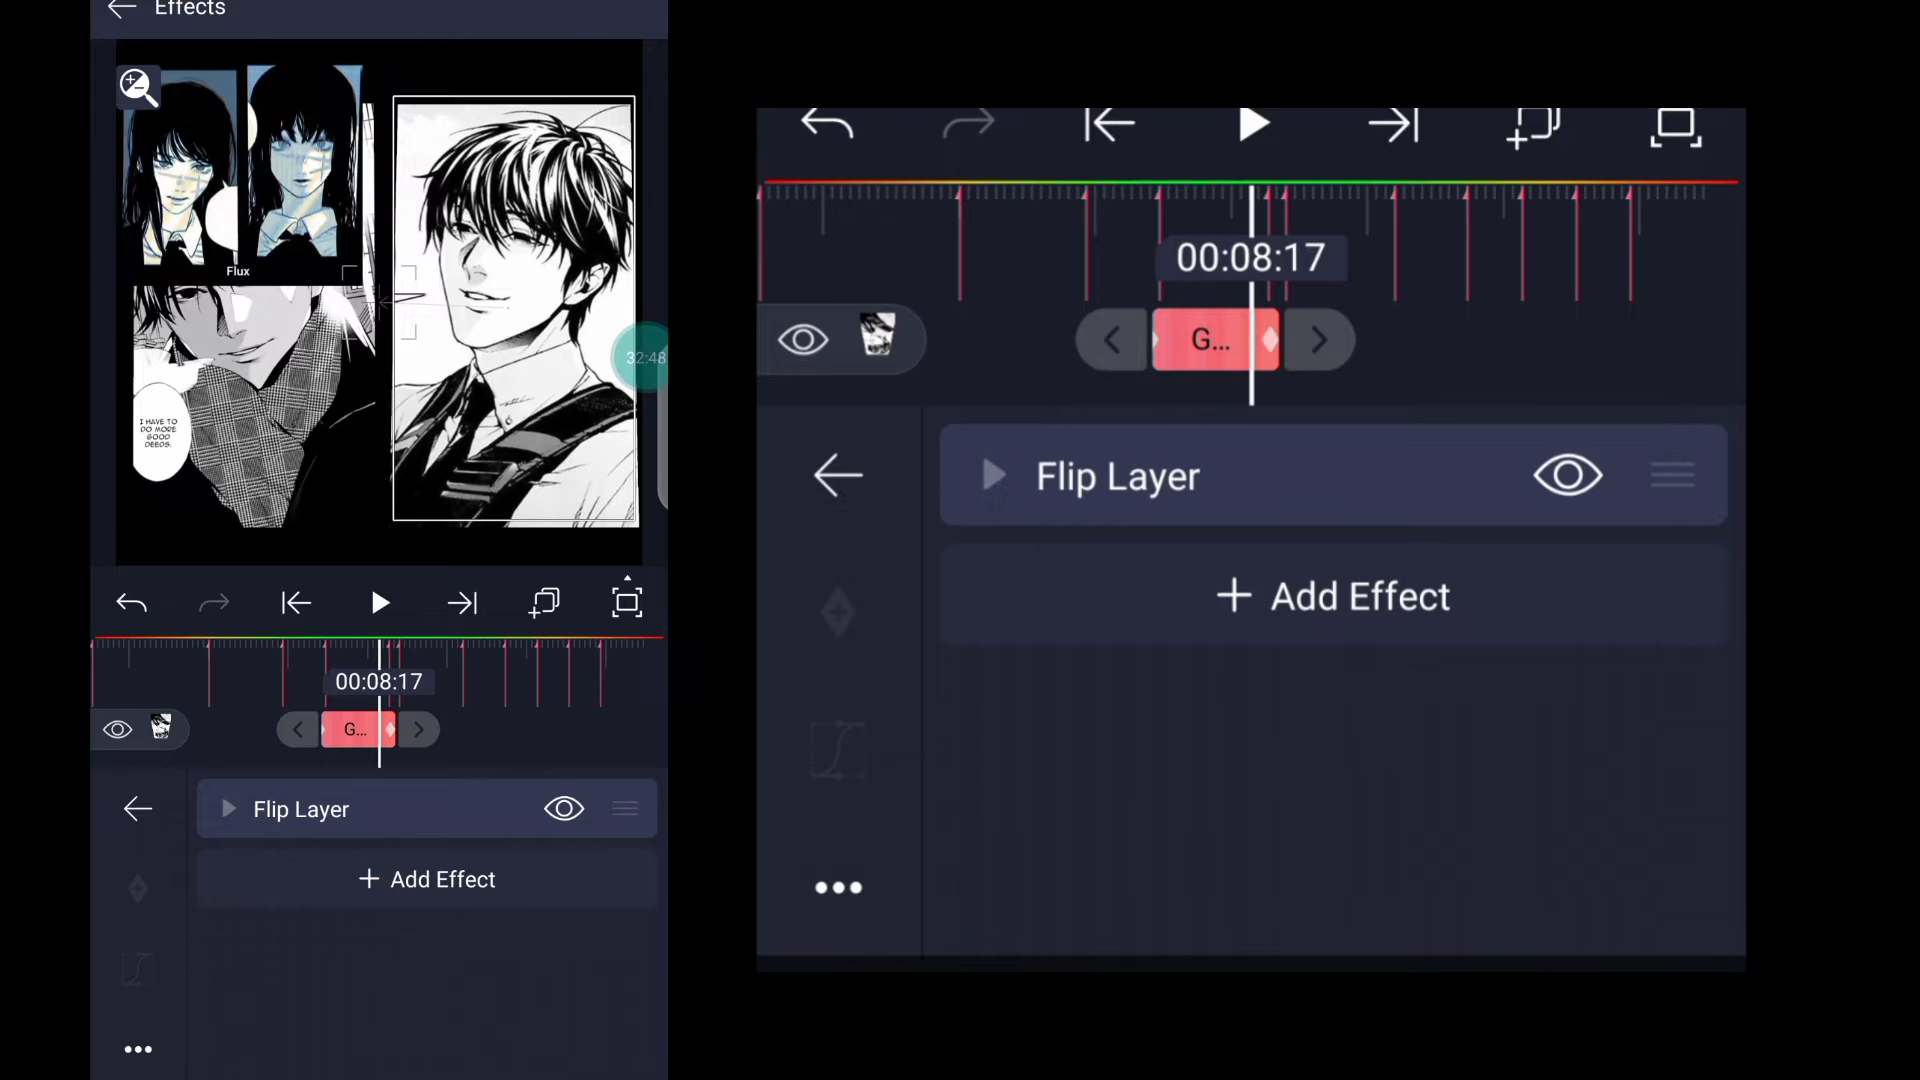 Effects
Flux
I HAVE TO
DO MORE
GOOD
DEEDS.
32:48
00:08:17
G...
Flip Layer
+ Add Effect
00:08:17
G...
Flip Layer
+ Add Effect